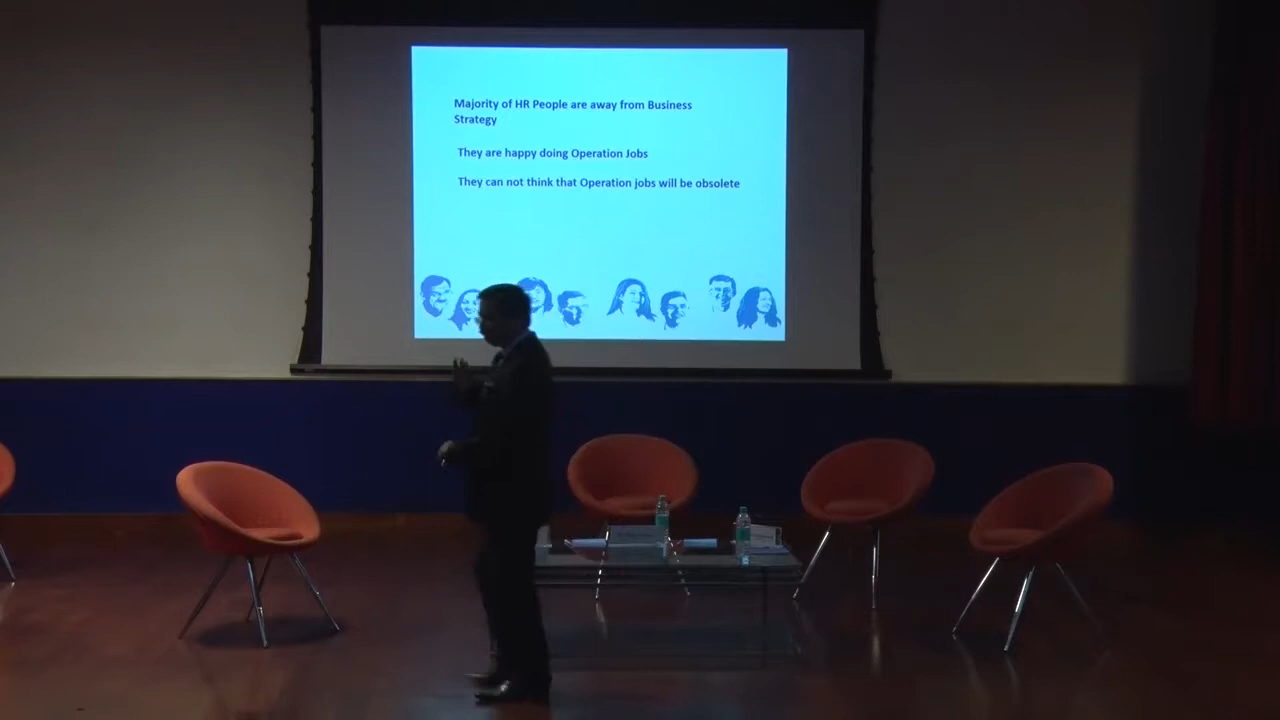 Majority of HR People are away from Business
Strategy
They are happy doing Operation Jobs
They can not think that Operation jobs will be obsolete